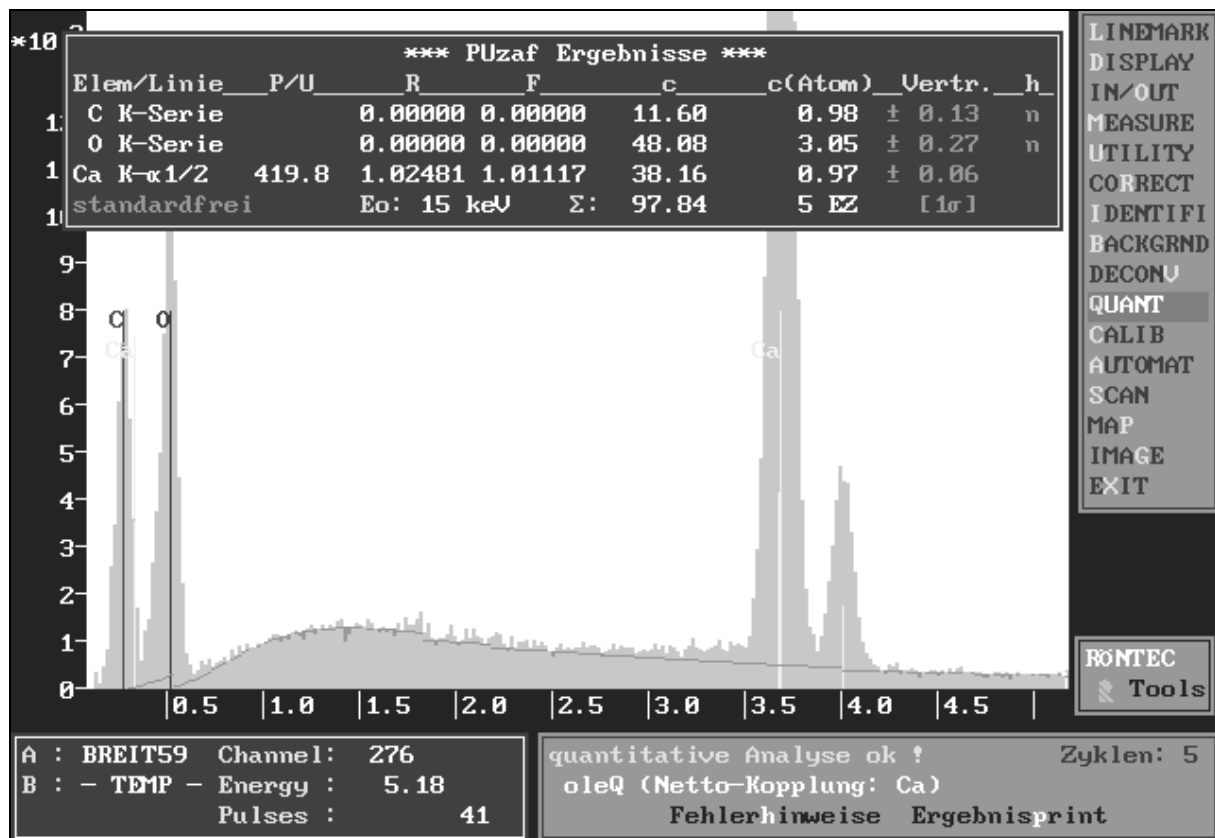 *10
*** PUzaf Ergebnisse ***
Elem/Linie___P/U______R_______F_______c______c(Atom)__Vertr.__h_
C K-Serie 0.00000 0.00000 11.60 0.98 ± 0.13 n
O K-Serie 0.00000 0.00000 48.08 3.05 ± 0.27 n
Ca K-α1/2 419.8 1.02481 1.01117 38.16 0.97 ± 0.06
standardfrei Eo: 15 keV Σ: 97.84 5 EZ [1σ]
9
8
7
6
5
4
3
2
1
0
C O
Ca Ca
0.5 1.0 1.5 2.0 2.5 3.0 3.5 4.0 4.5
LINEMARK
DISPLAY
IN/OUT
MEASURE
UTILITY
CORRECT
IDENTIFI
BACKGRND
DECONV
QUANT
CALIB
AUTOMAT
SCAN
MAP
IMAGE
EXIT
RÖNTEC
Tools
A : BREIT59 Channel: 276
B : - TEMP - Energy : 5.18
Pulses : 41
quantitative Analyse ok ! Zyklen: 5
oleQ (Netto-Kopplung: Ca)
Fehlerhinweise Ergebnisprint